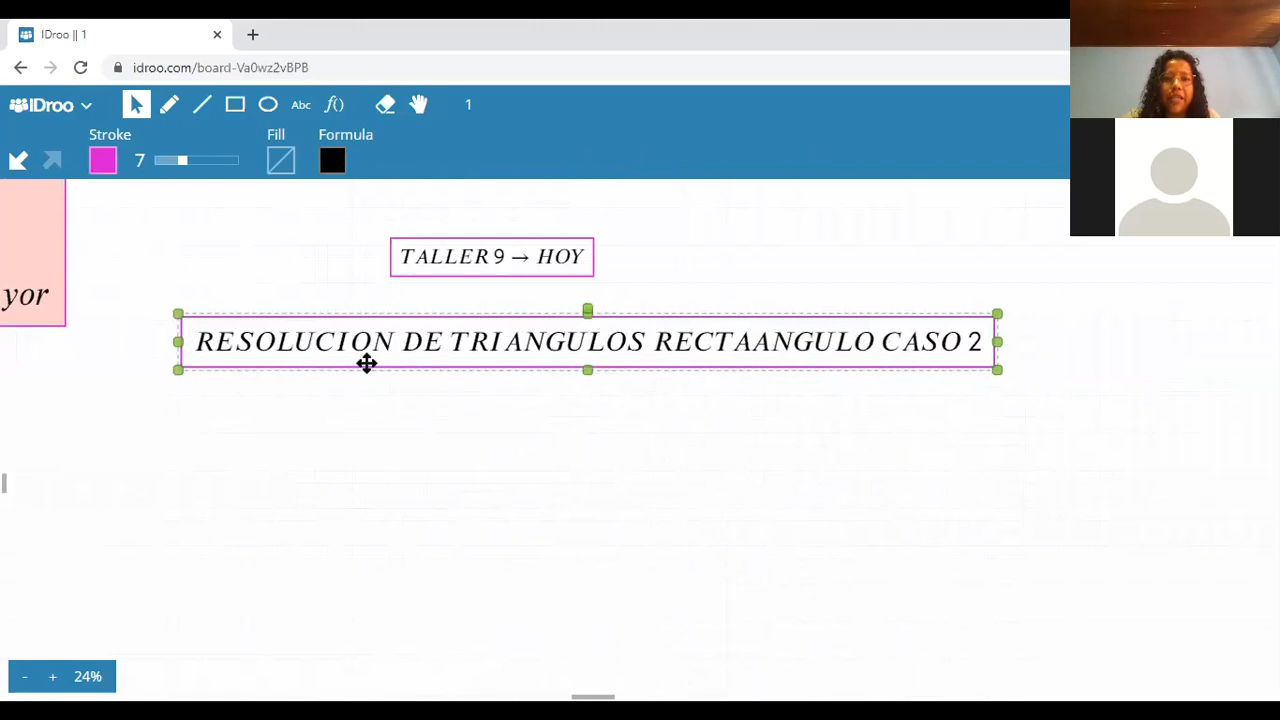 IDroo || 1
idroo.com/board-Va0wz2vBPB
IDroo
Abc
f()
1
Stroke
7
Fill
Formula
yor
TALLER 9 → HOY
RESOLUCION DE TRIANGULOS RECTAANGULO CASO 2
- + 24%